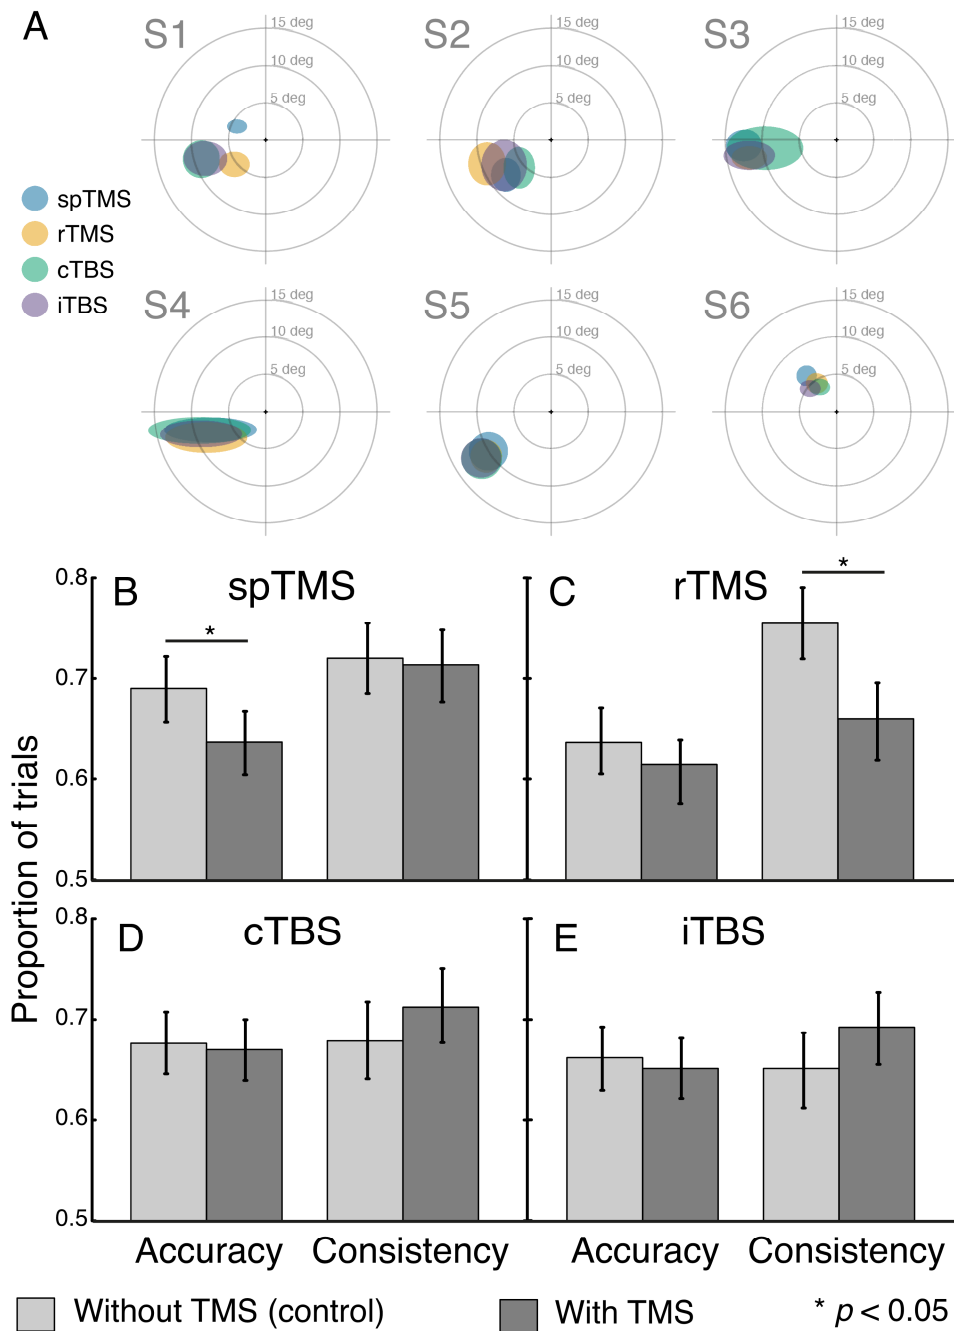 A
S1
15 deg
10 deg
5 deg
S2
15 deg
10 deg
5 deg
S3
15 deg
10 deg
5 deg
spTMS
rTMS
cTBS
iTBS
S4
15 deg
10 deg
5 deg
S5
15 deg
10 deg
5 deg
S6
15 deg
10 deg
5 deg
Proportion of trials
B
spTMS
*
0.8
0.7
0.6
0.5
C
rTMS
*
D
cTBS
0.8
0.7
0.6
0.5
E
iTBS
Accuracy Consistency Accuracy Consistency
Without TMS (control) With TMS * p < 0.05